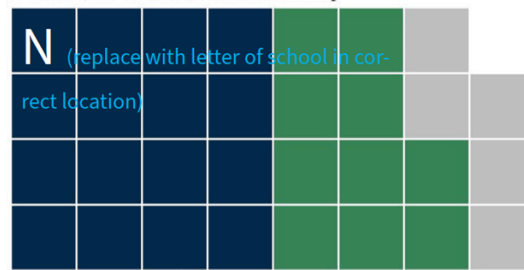 N (replace with letter of school in cor-
rect location)